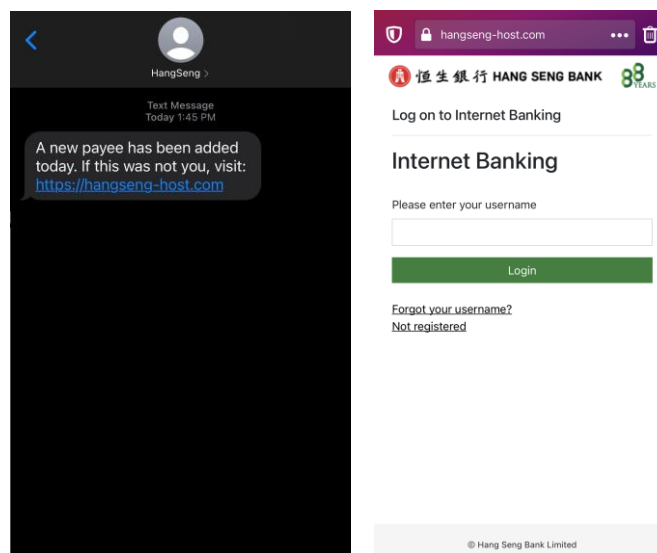 HangSeng >
Text Message
Today 1:45 PM
A new payee has been added
today. If this was not you, visit:
https://hangseng-host.com
hangseng-host.com
恒生銀行 HANG SENG BANK
88 YEARS
Log on to Internet Banking
Internet Banking
Please enter your username
Login
Forgot your username?
Not registered
© Hang Seng Bank Limited